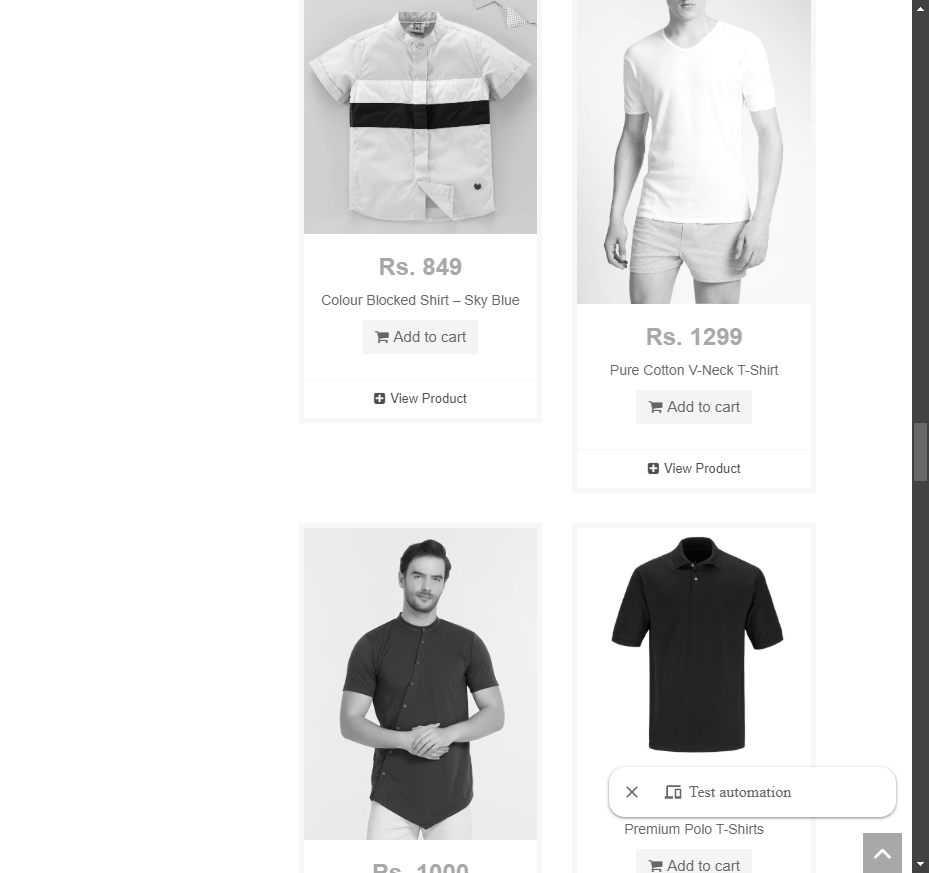 Rs. 849
Colour Blocked Shirt – Sky Blue
Add to cart
View Product
Rs. 1299
Pure Cotton V-Neck T-Shirt
Add to cart
View Product
Rs. 1000
Test automation
Premium Polo T-Shirts
Add to cart